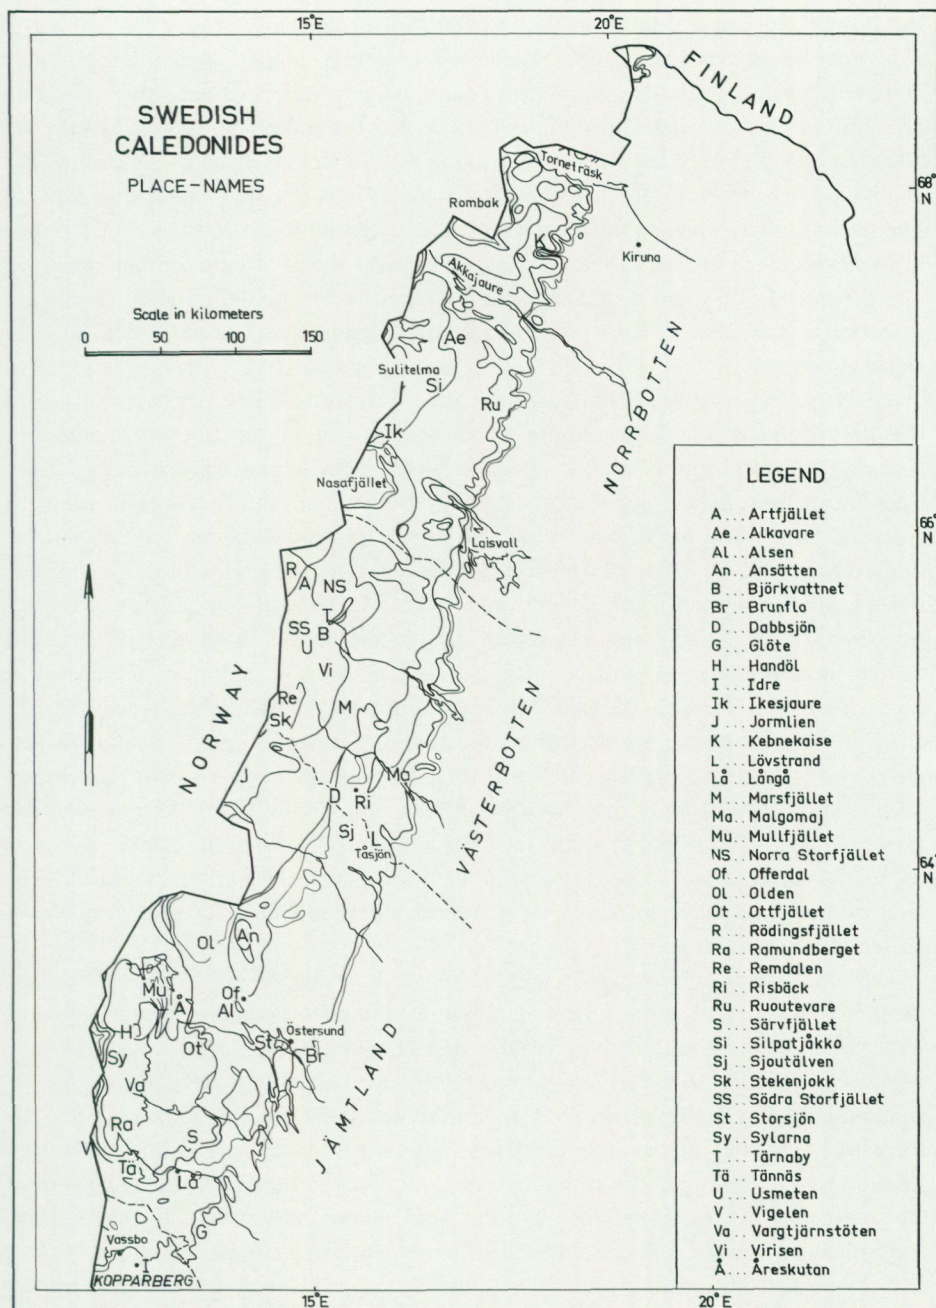 15°E
20°E
SWEDISH
CALEDONIDES
PLACE-NAMES
FINLAND
Torneträsk
68°
N
Rombak
K
Kiruna
Akkajaure
Scale in kilometers
0 50 100 150
Ae
Sulitelma
Si
Ru
NORRBOTTEN
Ik
Nasafjället
66°
N
Laisvall
R
A
NS
T
SS
B
U
Vi
NORWAY
Re
Sk
M
VÄSTERBOTTEN
J
Ma
D
Ri
Sj
L
Tåsjön
64°
N
Ol
An
Mu
Å
Of
Al
H
Ot
St
Östersund
Br
Sy
Va
JÄMTLAND
Ra
S
V
Tä
Lå
G
Vassbo
I
KOPPARBERG
15°E
20°E
LEGEND
A ... Artfjället
Ae .. Alkavare
Al ... Alsen
An .. Ansätten
B ... Björkvattnet
Br ... Brunflo
D ... Dabbsjön
G ... Glöte
H ... Handöl
I ... Idre
Ik ... Ikesjaure
J ... Jormlien
K ... Kebnekaise
L ... Lövstrand
Lå .. Långå
M ... Marsfjället
Ma .. Malgomaj
Mu .. Mullfjället
NS .. Norra Storfjället
Of ... Offerdal
Ol ... Olden
Ot ... Ottfjället
R ... Rödingsfjället
Ra .. Ramundberget
Re .. Remdalen
Ri ... Risbäck
Ru .. Ruoutevare
S ... Särvfjället
Si ... Silpatjåkko
Sj ... Sjoutälven
Sk .. Stekenjokk
SS .. Södra Storfjället
St ... Storsjön
Sy .. Sylarna
T ... Tärnaby
Tä .. Tännäs
U ... Usmeten
V ... Vigelen
Va .. Vargtjärnstöten
Vi ... Virisen
Å ... Åreskutan